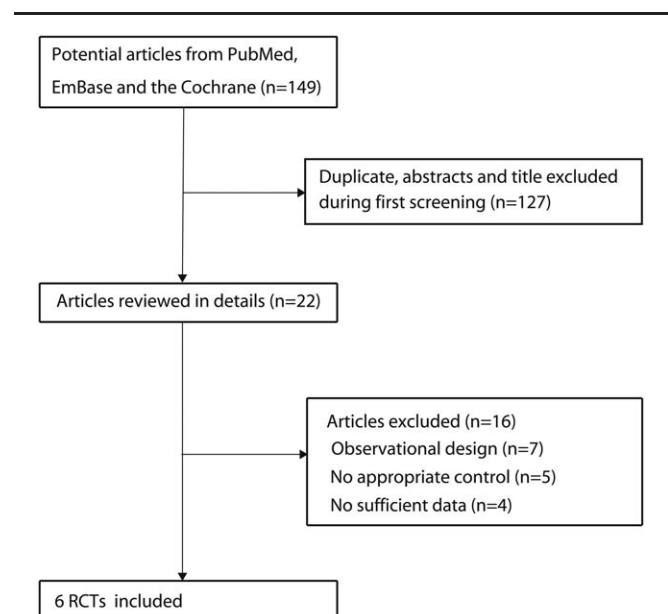 Potential articles from PubMed,
EmBase and the Cochrane (n=149)
Duplicate, abstracts and title excluded
during first screening (n=127)
Articles reviewed in details (n=22)
Articles excluded (n=16)
Observational design (n=7)
No appropriate control (n=5)
No sufficient data (n=4)
6 RCTs included